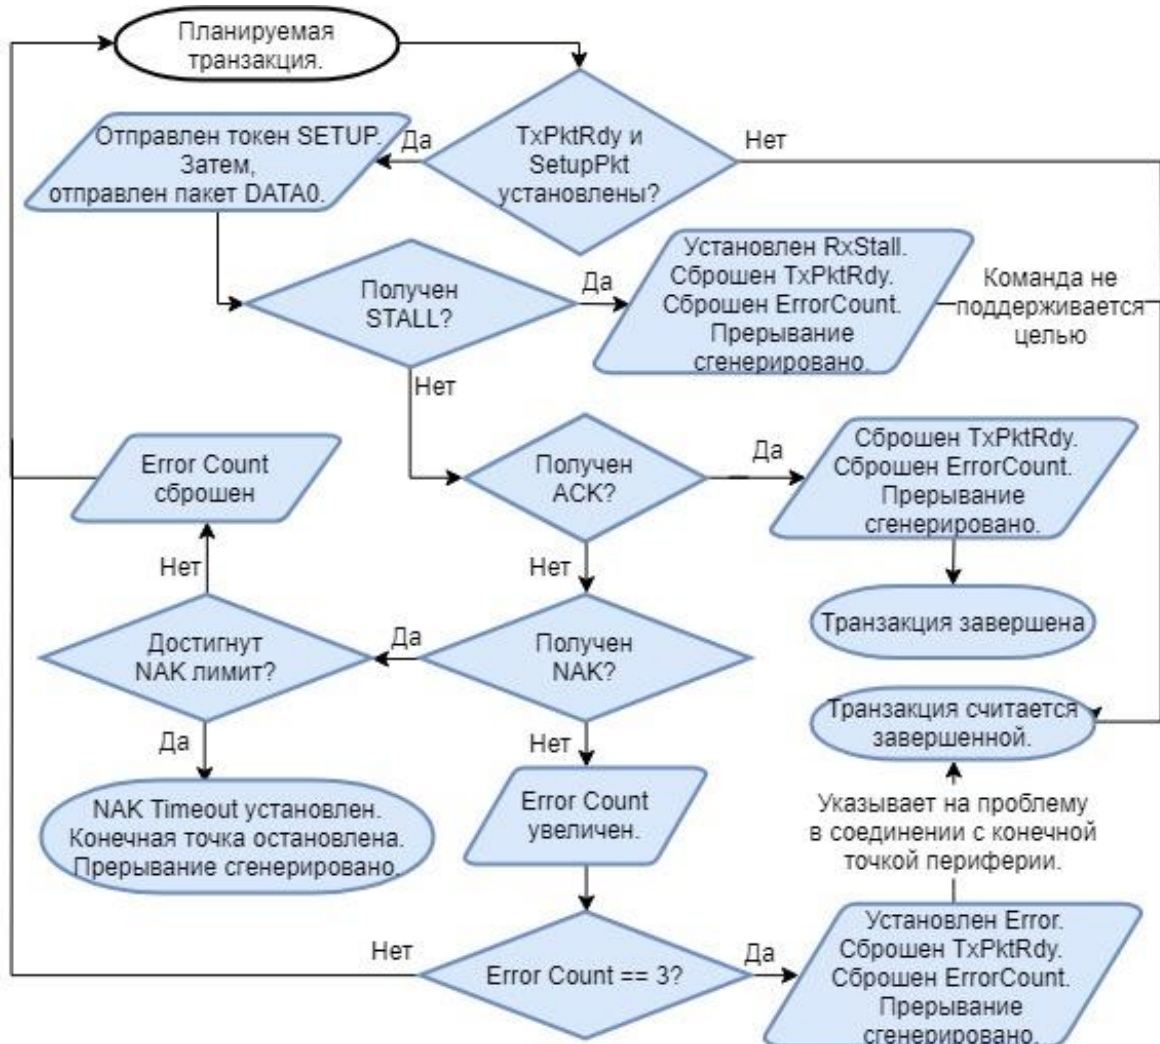 Планируемая
транзакция.
TxPktRdy и
SetupPkt
установлены?
Да
Нет
Отправлен токен SETUP.
Затем,
отправлен пакет DATA0.
Получен
STALL?
Да
Установлен RxStall.
Сброшен TxPktRdy.
Сброшен ErrorCount.
Прерывание
сгенерировано.
Команда не
поддерживается
целью
Нет
Error Count
сброшен
Получен
ACK?
Да
Сброшен TxPktRdy.
Сброшен ErrorCount.
Прерывание
сгенерировано.
Нет
Нет
Достигнут
NAK лимит?
Да
Получен
NAK?
Транзакция завершена
Транзакция считается
завершенной.
Да
Нет
NAK Timeout установлен.
Конечная точка остановлена.
Прерывание сгенерировано.
Error Count
увеличен.
Указывает на проблему
в соединении с конечной
точкой периферии.
Нет
Error Count == 3?
Да
Установлен Error.
Сброшен TxPktRdy.
Сброшен ErrorCount.
Прерывание
сгенерировано.